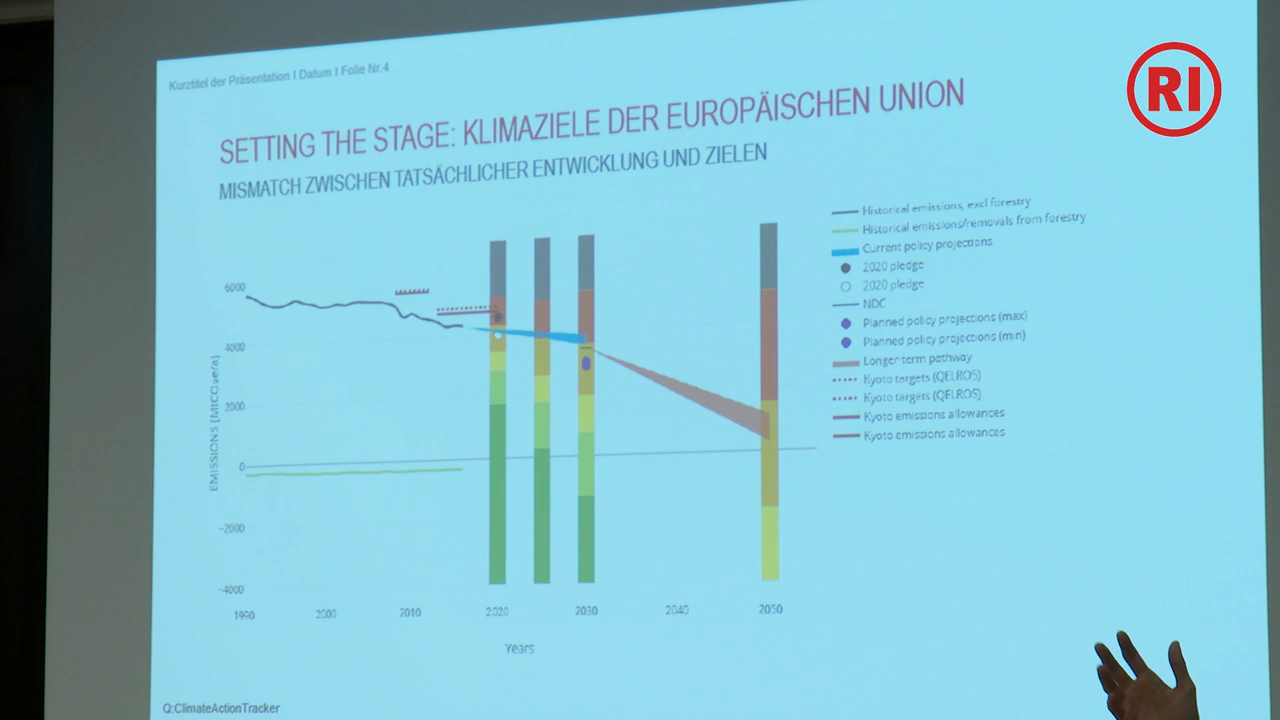 Kurztitel der Präsentation I Datum I Folie Nr.4
RI
SETTING THE STAGE: KLIMAZIELE DER EUROPÄISCHEN UNION
MISMATCH ZWISCHEN TATSÄCHLICHER ENTWICKLUNG UND ZIELEN
Historical emissions, excl forestry
Historical emissions/removals from forestry
Current policy projections
2020 pledge
2020 pledge
NDC
Planned policy projections (max)
Planned policy projections (min)
Longer-term pathway
Kyoto targets (QELROS)
Kyoto targets (QELROS)
Kyoto emissions allowances
Kyoto emissions allowances
EMISSIONS [MtCO₂e/a]
6000
4000
2000
0
-2000
-4000
1990 2000 2010 2020 2030 2040 2050
Years
Q:ClimateActionTracker